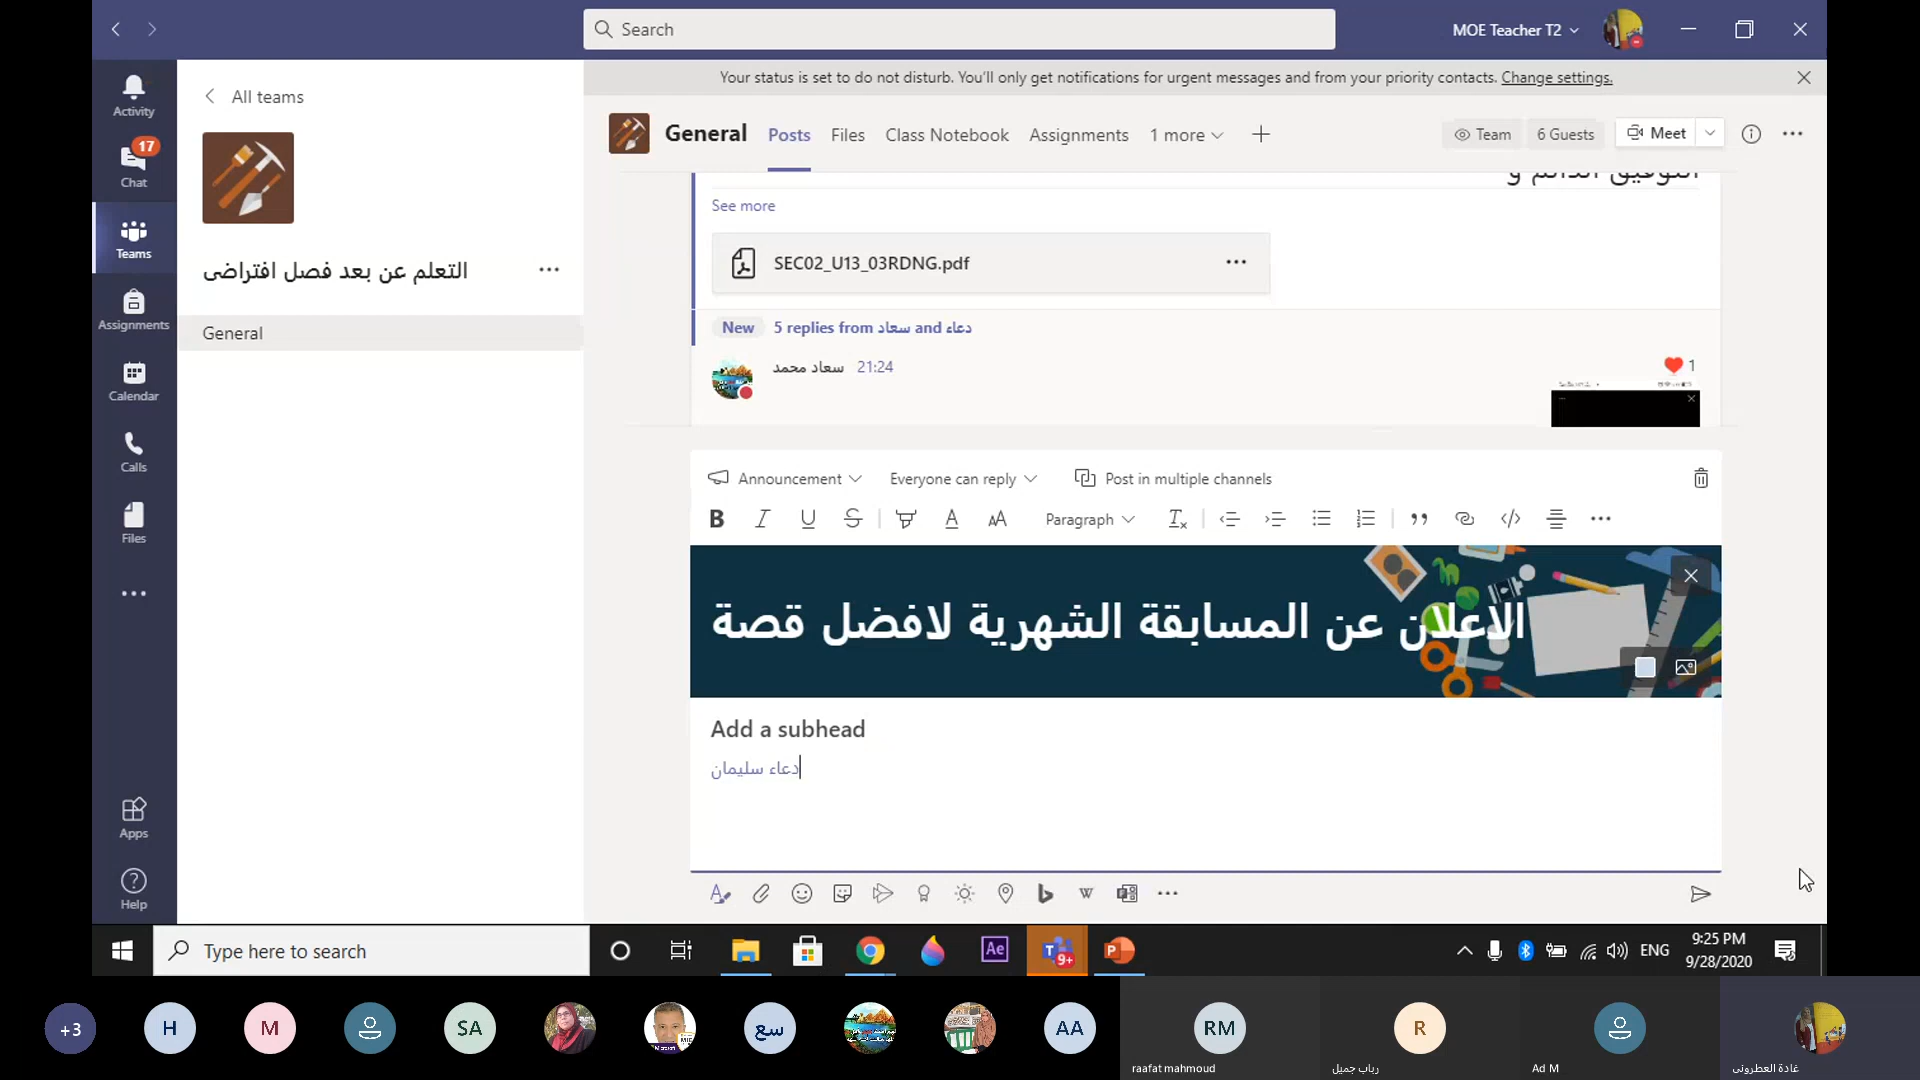 Search
MOE Teacher T2
Your status is set to do not disturb. You'll only get notifications for urgent messages and from your priority contacts. Change settings.
Activity
17
Chat
Teams
Assignments
Calendar
Calls
Files
Apps
Help
All teams
التعلم عن بعد فصل افتراضى
General
General
Posts
Files
Class Notebook
Assignments
1 more
Team
6 Guests
Meet
التوفيق الدائم و
See more
SEC02_U13_03RDNG.pdf
New
5 replies from سعاد and دعاء
سعاد محمد 21:24
1
Announcement
Everyone can reply
Post in multiple channels
B I U S A AA Paragraph
الاعلان عن المسابقة الشهرية لافضل قصة
Add a subhead
دعاء سليمان
Type here to search
Ae
9+
ENG
9:25 PM
9/28/2020
+3
H
M
SA
سع
AA
RM
R
raafat mahmoud
رباب جميل
Ad M
غادة العطرونى